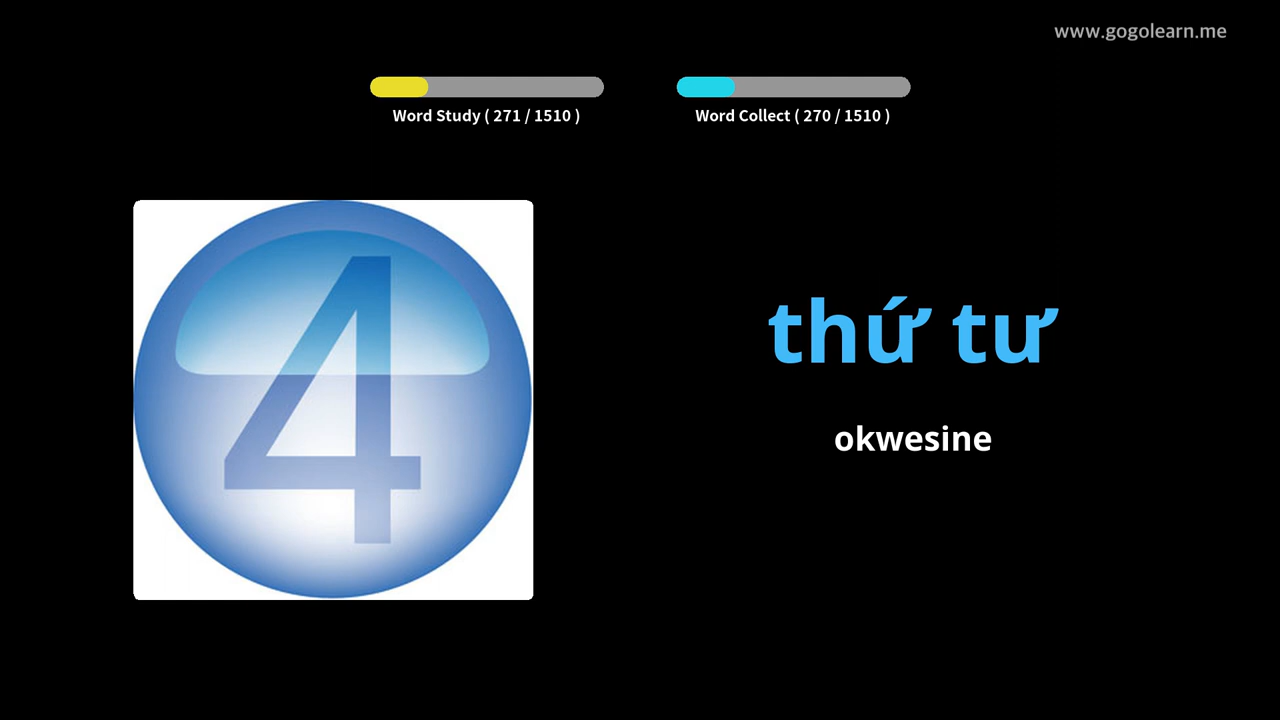 www.gogolearn.me
Word Study ( 271 / 1510 )
Word Collect ( 270 / 1510 )
4
thứ tư
okwesine